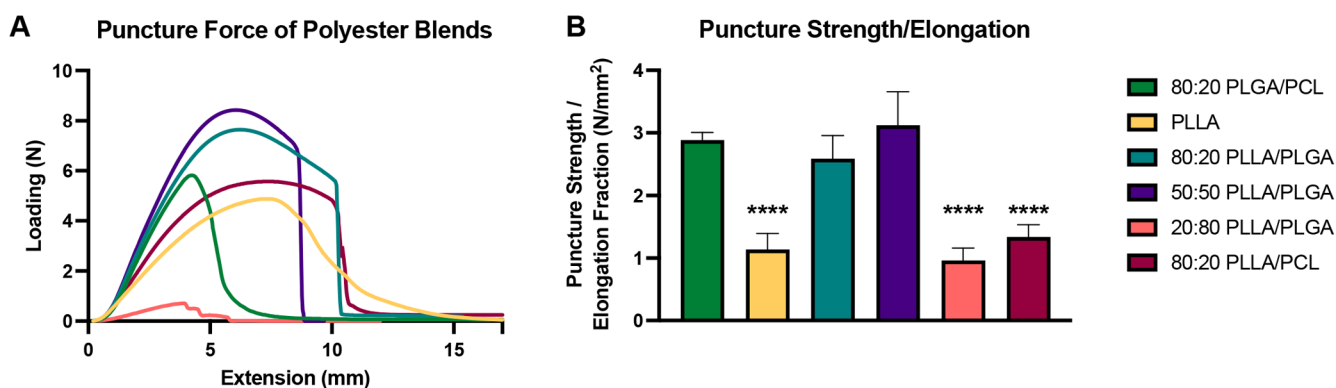 A
Puncture Force of Polyester Blends
Loading (N)
10
8
6
4
2
0
0 5 10 15
Extension (mm)
B
Puncture Strength/Elongation
Puncture Strength /
Elongation Fraction (N/mm²)
4
3
2
1
0
****
****
****
80:20 PLGA/PCL
PLLA
80:20 PLLA/PLGA
50:50 PLLA/PLGA
20:80 PLLA/PLGA
80:20 PLLA/PCL